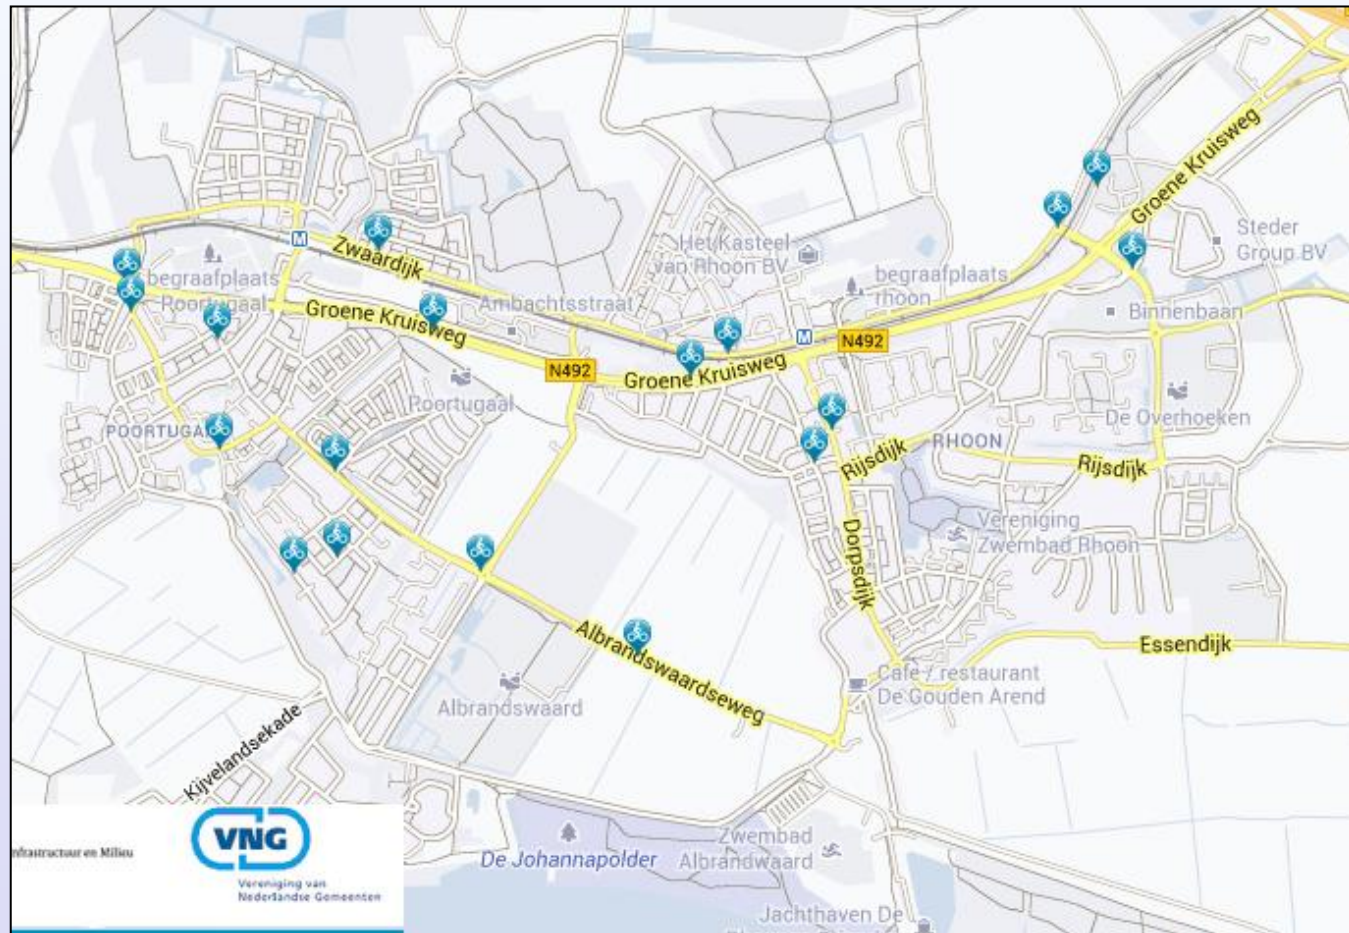 Groene Kruisweg
Steder
Group BV
Het Kasteel
van Rhoon BV
M
Zwaardijk
begraafplaats
Poortugaal
begraafplaats
rhoon
Ambachtsstraat
Groene Kruisweg
Binnenbaan
M
N492
N492
Groene Kruisweg
Poortugaal
De Overhoeken
RHOON
Rijsdijk
Rijsdijk
Vereniging
Zwembad Rhoon
Dorpsdijk
Albrandswaardseweg
Essendijk
Cafe / restaurant
De Gouden Arend
Albrandswaard
Kijvelandsekade
nfrastructuur en Milieu
VNG
Vereniging van
Nederlandse Gemeenten
De Johannapolder
Zwembad
Albrandwaard
Jachthaven De